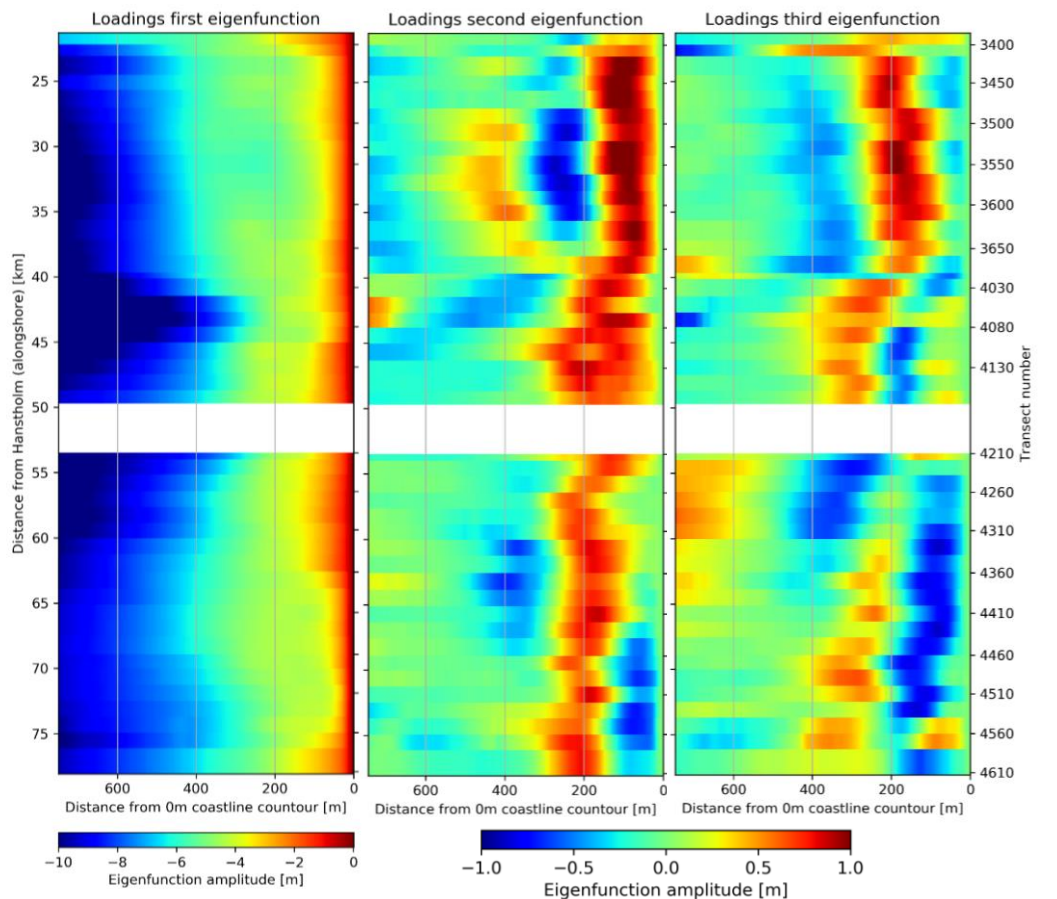 Loadings first eigenfunction
Loadings second eigenfunction
Loadings third eigenfunction
Distance from Hanstholm (alongshore) [km]
25
30
35
40
45
50
55
60
65
70
75
3400
3450
3500
3550
3600
3650
4030
4080
4130
4210
4260
4310
4360
4410
4460
4510
4560
4610
Transect number
600 400 200 0
600 400 200 0
600 400 200 0
Distance from 0m coastline countour [m]
Distance from 0m coastline countour [m]
Distance from 0m coastline countour [m]
−10 −8 −6 −4 −2 0
Eigenfunction amplitude [m]
−1.0 −0.5 0.0 0.5 1.0
Eigenfunction amplitude [m]